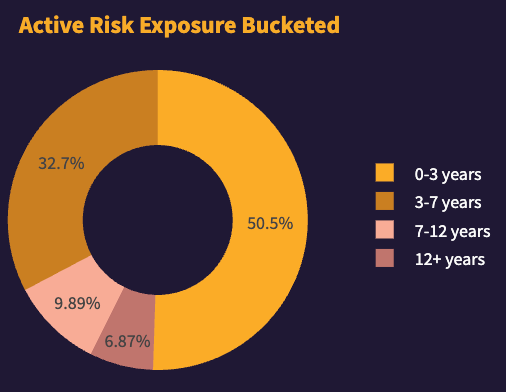 Active Risk Exposure Bucketed
32.7%
50.5%
9.89%
6.87%
0-3 years
3-7 years
7-12 years
12+ years